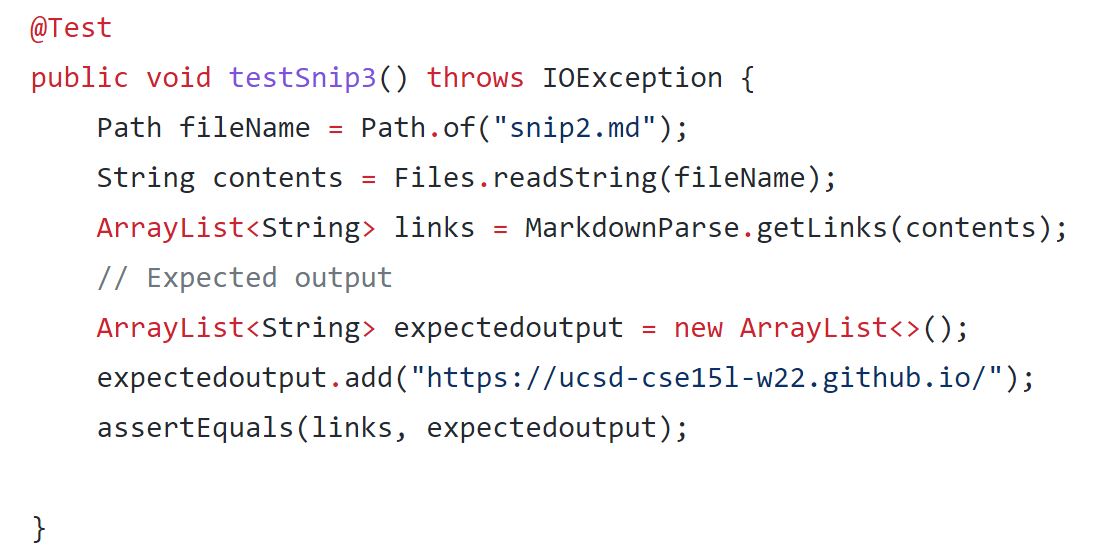 @Test
public void testSnip3() throws IOException {
    Path fileName = Path.of("snip2.md");
    String contents = Files.readString(fileName);
    ArrayList<String> links = MarkdownParse.getLinks(contents);
    // Expected output
    ArrayList<String> expectedoutput = new ArrayList<>();
    expectedoutput.add("https://ucsd-cse15l-w22.github.io/");
    assertEquals(links, expectedoutput);
}